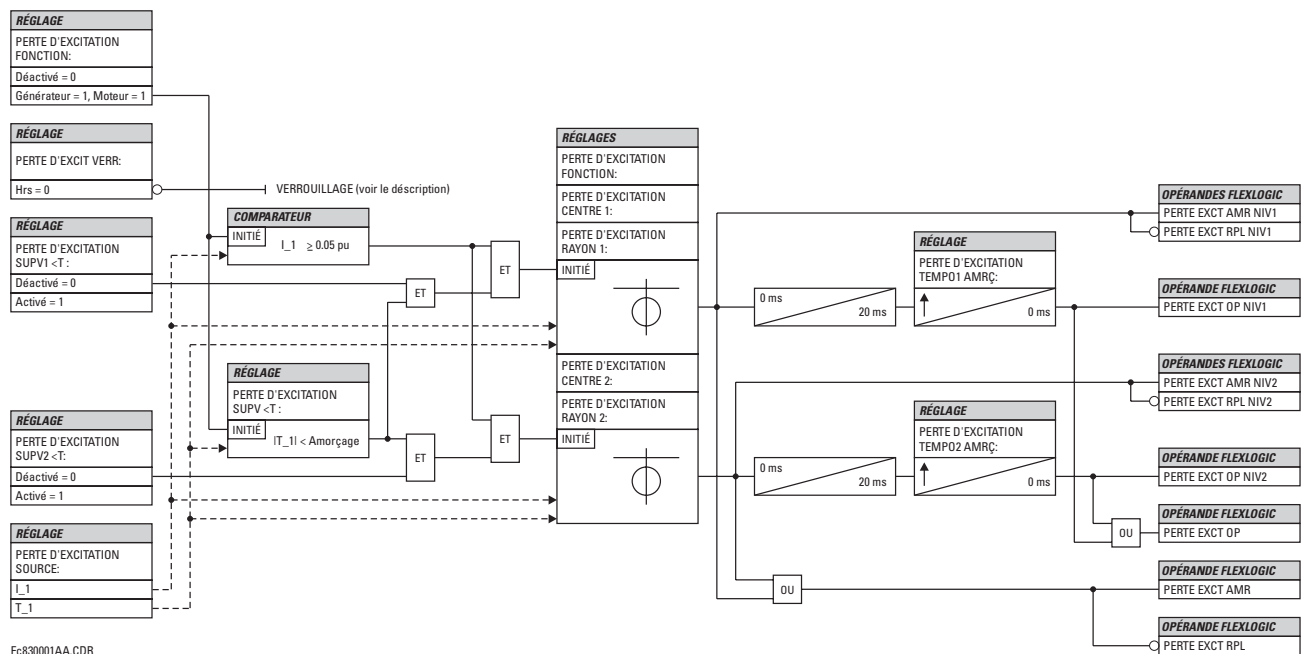 RÉGLAGE
PERTE D'EXCITATION
FONCTION:
Déactivé = 0
Générateur = 1, Moteur = 1
RÉGLAGE
PERTE D'EXCIT VERR:
Hrs = 0
VERROUILLAGE (voir le déscription)
RÉGLAGE
PERTE D'EXCITATION
SUPV1 <T :
Déactivé = 0
Activé = 1
RÉGLAGE
PERTE D'EXCITATION
SUPV2 <T:
Déactivé = 0
Activé = 1
RÉGLAGE
PERTE D'EXCITATION
SOURCE:
I_1
T_1
COMPARATEUR
INITIÉ
I_1 ≥ 0.05 pu
RÉGLAGE
PERTE D'EXCITATION
SUPV <T :
INITIÉ
|T_1| < Amorçage
ET
ET
ET
ET
RÉGLAGES
PERTE D'EXCITATION
FONCTION:
PERTE D'EXCITATION
CENTRE 1:
PERTE D'EXCITATION
RAYON 1:
INITIÉ
PERTE D'EXCITATION
CENTRE 2:
PERTE D'EXCITATION
RAYON 2:
INITIÉ
0 ms
20 ms
RÉGLAGE
PERTE D'EXCITATION
TEMPO1 AMRÇ:
0 ms
0 ms
20 ms
RÉGLAGE
PERTE D'EXCITATION
TEMPO2 AMRÇ:
0 ms
OU
OU
OPÉRANDES FLEXLOGIC
PERTE EXCT AMR NIV1
PERTE EXCT RPL NIV1
OPÉRANDE FLEXLOGIC
PERTE EXCT OP NIV1
OPÉRANDES FLEXLOGIC
PERTE EXCT AMR NIV2
PERTE EXCT RPL NIV2
OPÉRANDE FLEXLOGIC
PERTE EXCT OP NIV2
OPÉRANDE FLEXLOGIC
PERTE EXCT OP
OPÉRANDE FLEXLOGIC
PERTE EXCT AMR
OPÉRANDE FLEXLOGIC
PERTE EXCT RPL
Fc830001AA.CDR